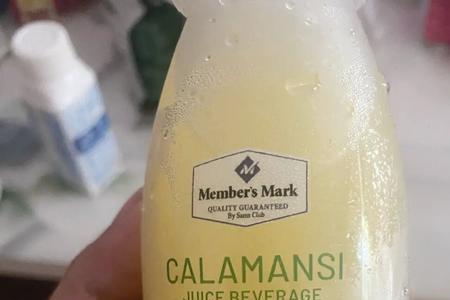 Member's Mark
QUALITY GUARANTEED
By Sam's Club
CALAMANSI
JUICE BEVERAGE